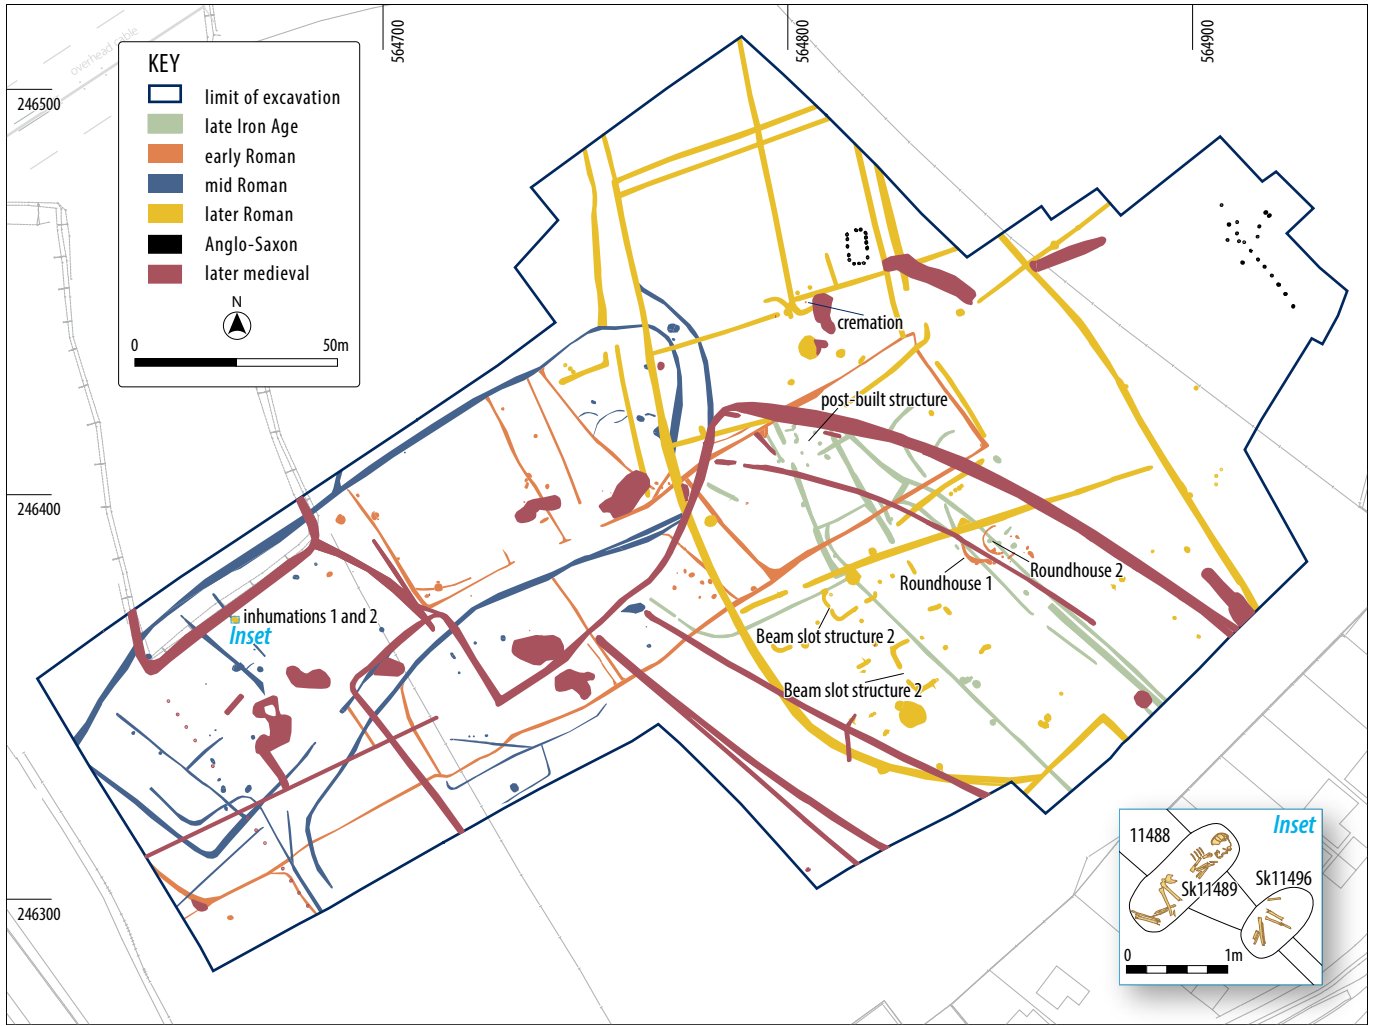 564700
564800
564900
overhead cable
246500
246400
246300
KEY
limit of excavation
late Iron Age
early Roman
mid Roman
later Roman
Anglo-Saxon
later medieval
N
0 50m
cremation
post-built structure
Roundhouse 1
Roundhouse 2
inhumations 1 and 2
Inset
Beam slot structure 2
Beam slot structure 2
Inset
11488
Sk11489
Sk11496
0 1m